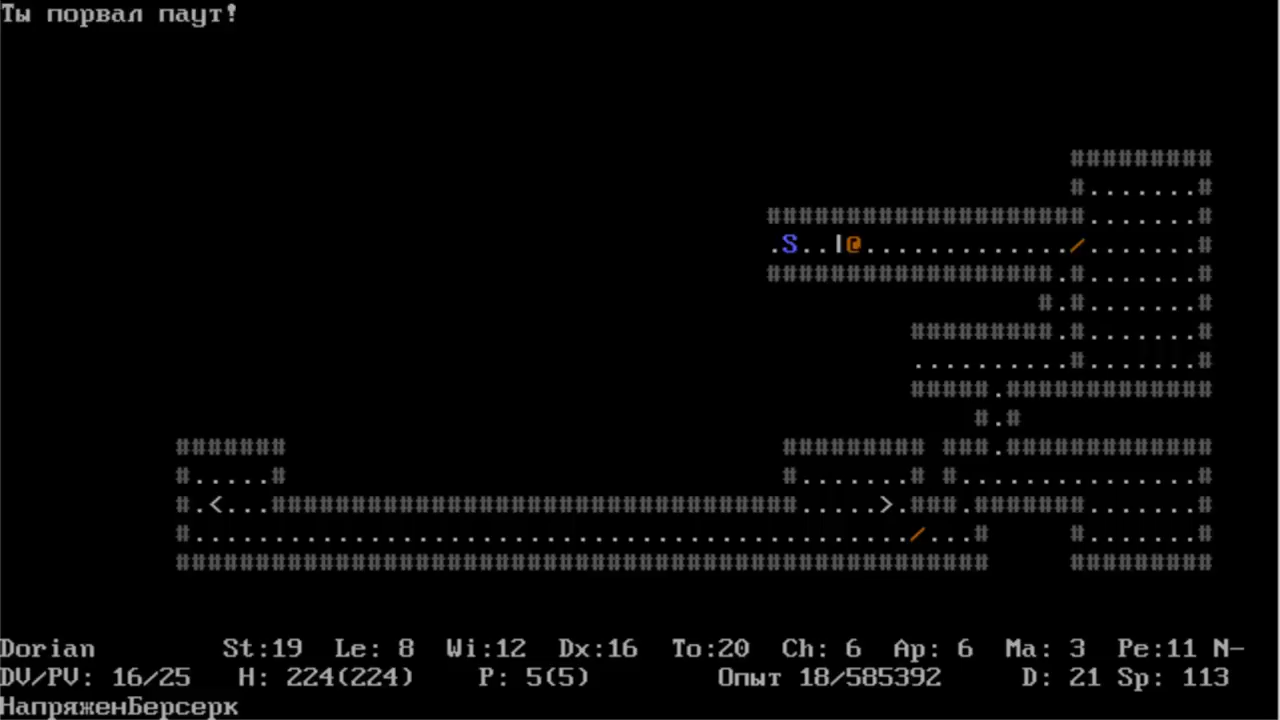 Ты порвал паут!
#########
#.......#
####################.......#
.S..|@............./.......#
##################.#.......#
#.#.......#
#########.#.......#
..........#.......#
#####.#############
#.#
####### ######### ###.#############
#.....# #.......# #...............#
#.<...#################################.....>.###.#######.......#
#............................................./...# #.......#
################################################### #########
Dorian St:19 Le: 8 Wi:12 Dx:16 To:20 Ch: 6 Ap: 6 Ma: 3 Pe:11 N-
DV/PV: 16/25 H: 224(224) P: 5(5) Опыт 18/585392 D: 21 Sp: 113
НапряженБерсерк